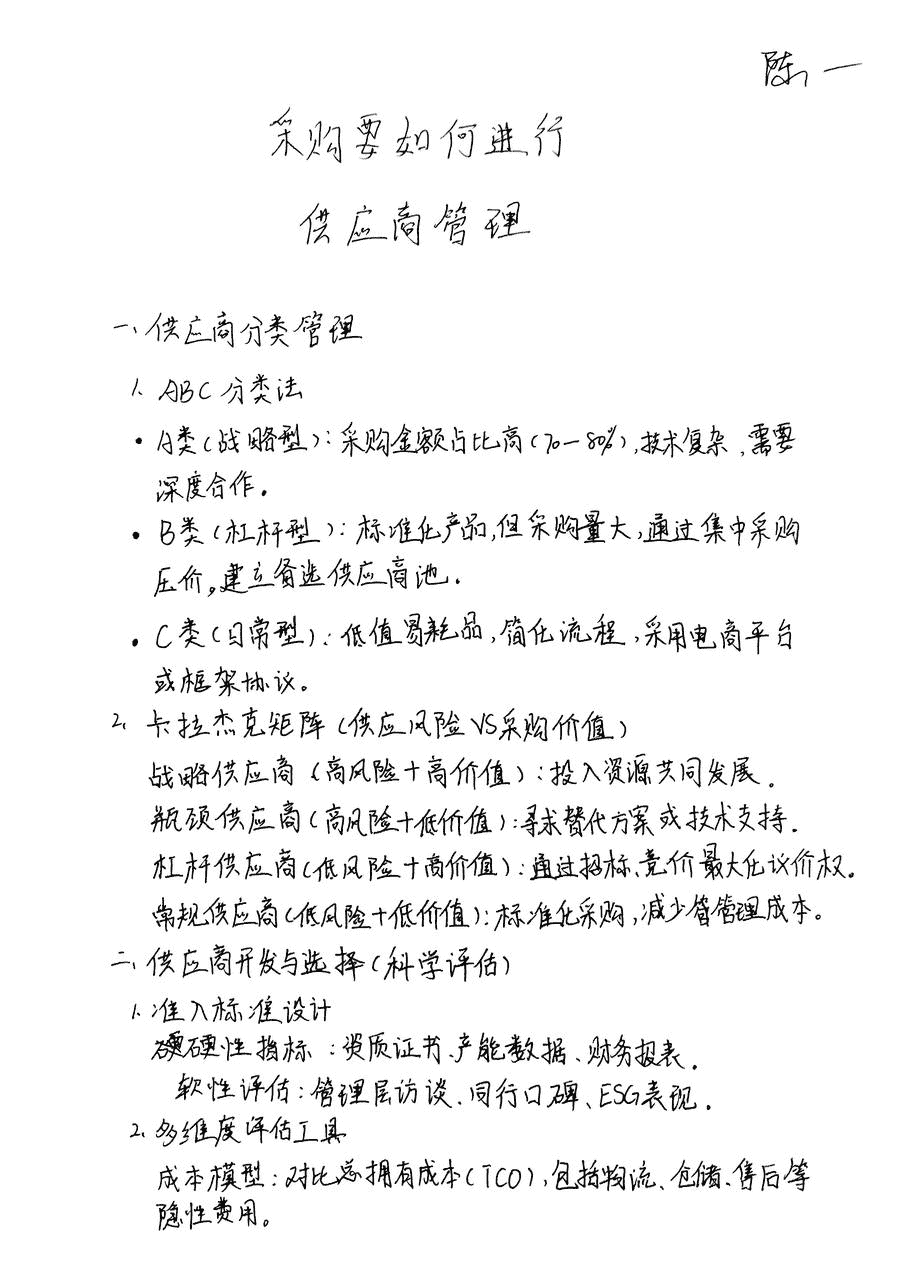 陈一
采购要如何进行
供应商管理
一、供应商分类管理
1、ABC分类法
• A类(战略型)：采购金额占比高(70—80%),技术复杂,需要
深度合作。
• B类(杠杆型)：标准化产品,但采购量大,通过集中采购
压价。建立备选供应商池.
• C类(日常型)：低值易耗品,简化流程,采用电商平台
或框架协议。
2、卡拉杰克矩阵(供应风险VS采购价值)
战略供应商(高风险+高价值)：投入资源共同发展.
瓶颈供应商(高风险+低价值)：寻求替代方案或技术支持.
杠杆供应商(低风险+高价值)：通过招标、竞价最大化议价权.
常规供应商(低风险+低价值)：标准化采购,减少管管理成本。
二、供应商开发与选择(科学评估)
1、准入标准设计
硬硬性指标：资质证书、产能数据、财务报表.
软性评估：管理层访谈、同行口碑、ESG表现.
2、多维度评估工具
成本模型：对比总拥有成本(TCO),包括物流、仓储、售后等
隐性费用。